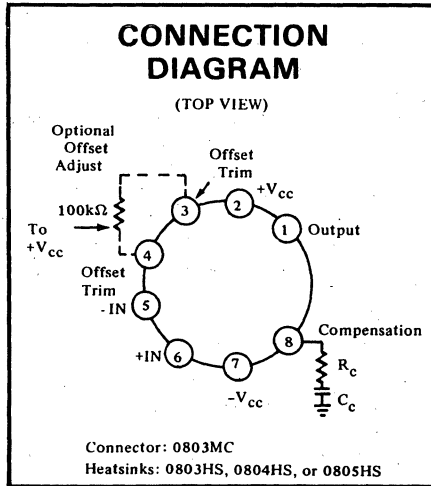 CONNECTION
DIAGRAM
(TOP VIEW)
Optional
Offset
Adjust
Offset
Trim
+Vcc
100kΩ
3
2
1
Output
To
+Vcc
4
Offset
Trim
-IN
5
8
Compensation
+IN
6
7
Rc
-Vcc
Cc
Connector: 0803MC
Heatsinks: 0803HS, 0804HS, or 0805HS